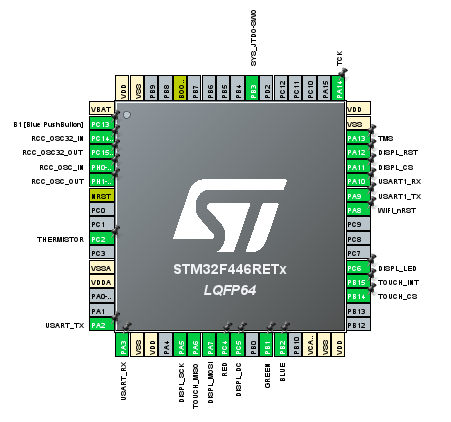 SYS_JTDO-SWO
TCK
VDD
VSS
PB9
PB8
BOO..
PB7
PB6
PB5
PB4
PB3
PD2
PC12
PC11
PC10
PA15
PA14
VBAT
B1 [Blue PushButton]
PC13
RCC_OSC32_IN
PC14..
RCC_OSC32_OUT
PC15..
RCC_OSC_IN
PH0-..
RCC_OSC_OUT
PH1-..
NRST
PC0
PC1
THERMISTOR
PC2
PC3
VSSA
VDDA
PA0-..
PA1
USART_TX
PA2
STM32F446RETx
LQFP64
VDD
VSS
PA13
TMS
PA12
DISPL_RST
PA11
DISPL_CS
PA10
USART1_RX
PA9
USART1_TX
PA8
Wifi_nRST
PC9
PC8
PC7
PC6
DISPL_LED
PB15
TOUCH_INT
PB14
TOUCH_CS
PB13
PB12
PA3
VSS
VDD
PA4
PA5
PA6
PA7
PC4
PC5
PB0
PB1
PB2
PB10
VCA..
VSS
VDD
USART_RX
DISPL_SCK
TOUCH_MISO
DISPL_MOSI
RED
DISPL_DC
GREEN
BLUE